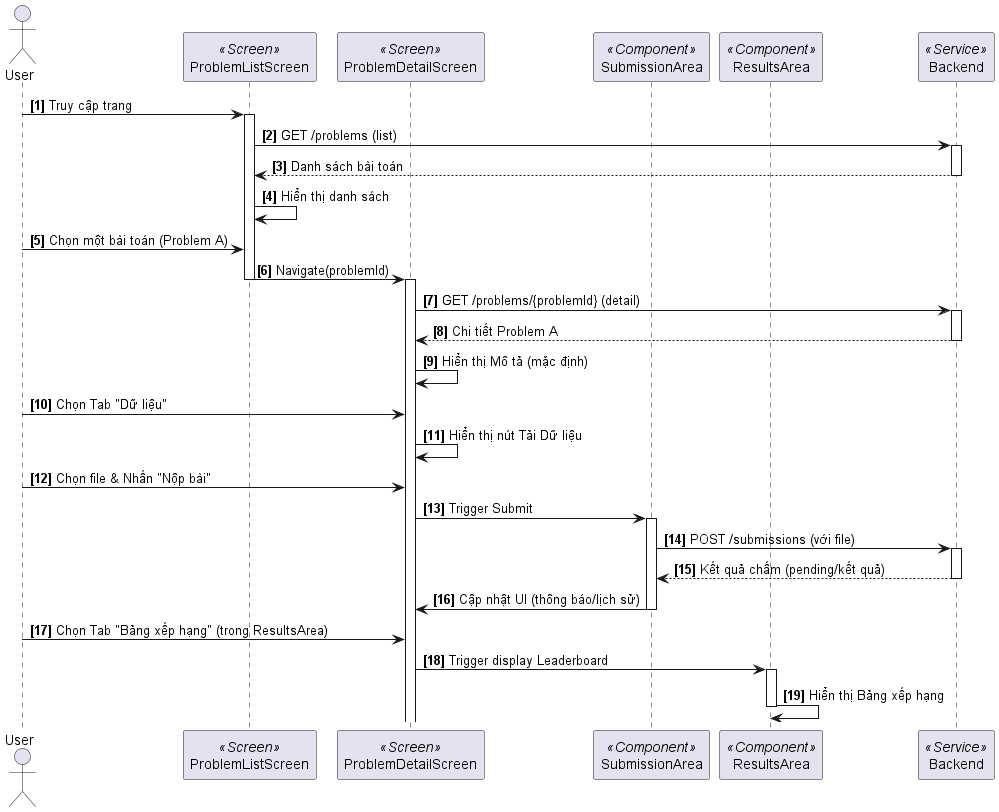 User
«Screen»
ProblemListScreen
«Screen»
ProblemDetailScreen
«Component»
SubmissionArea
«Component»
ResultsArea
«Service»
Backend
[1] Truy cập trang
[2] GET /problems (list)
[3] Danh sách bài toán
[4] Hiển thị danh sách
[5] Chọn một bài toán (Problem A)
[6] Navigate(problemId)
[7] GET /problems/{problemId} (detail)
[8] Chi tiết Problem A
[9] Hiển thị Mô tả (mặc định)
[10] Chọn Tab "Dữ liệu"
[11] Hiển thị nút Tải Dữ liệu
[12] Chọn file & Nhấn "Nộp bài"
[13] Trigger Submit
[14] POST /submissions (với file)
[15] Kết quả chấm (pending/kết quả)
[16] Cập nhật UI (thông báo/lịch sử)
[17] Chọn Tab "Bảng xếp hạng" (trong ResultsArea)
[18] Trigger display Leaderboard
[19] Hiển thị Bảng xếp hạng
User
«Screen»
ProblemListScreen
«Screen»
ProblemDetailScreen
«Component»
SubmissionArea
«Component»
ResultsArea
«Service»
Backend